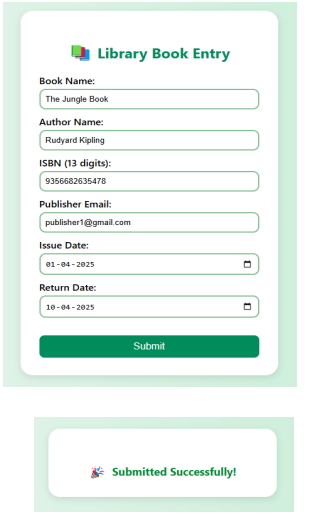 Library Book Entry
Book Name:
The Jungle Book
Author Name:
Rudyard Kipling
ISBN (13 digits):
9356682635478
Publisher Email:
publisher1@gmail.com
Issue Date:
01-04-2025
Return Date:
10-04-2025
Submit
Submitted Successfully!